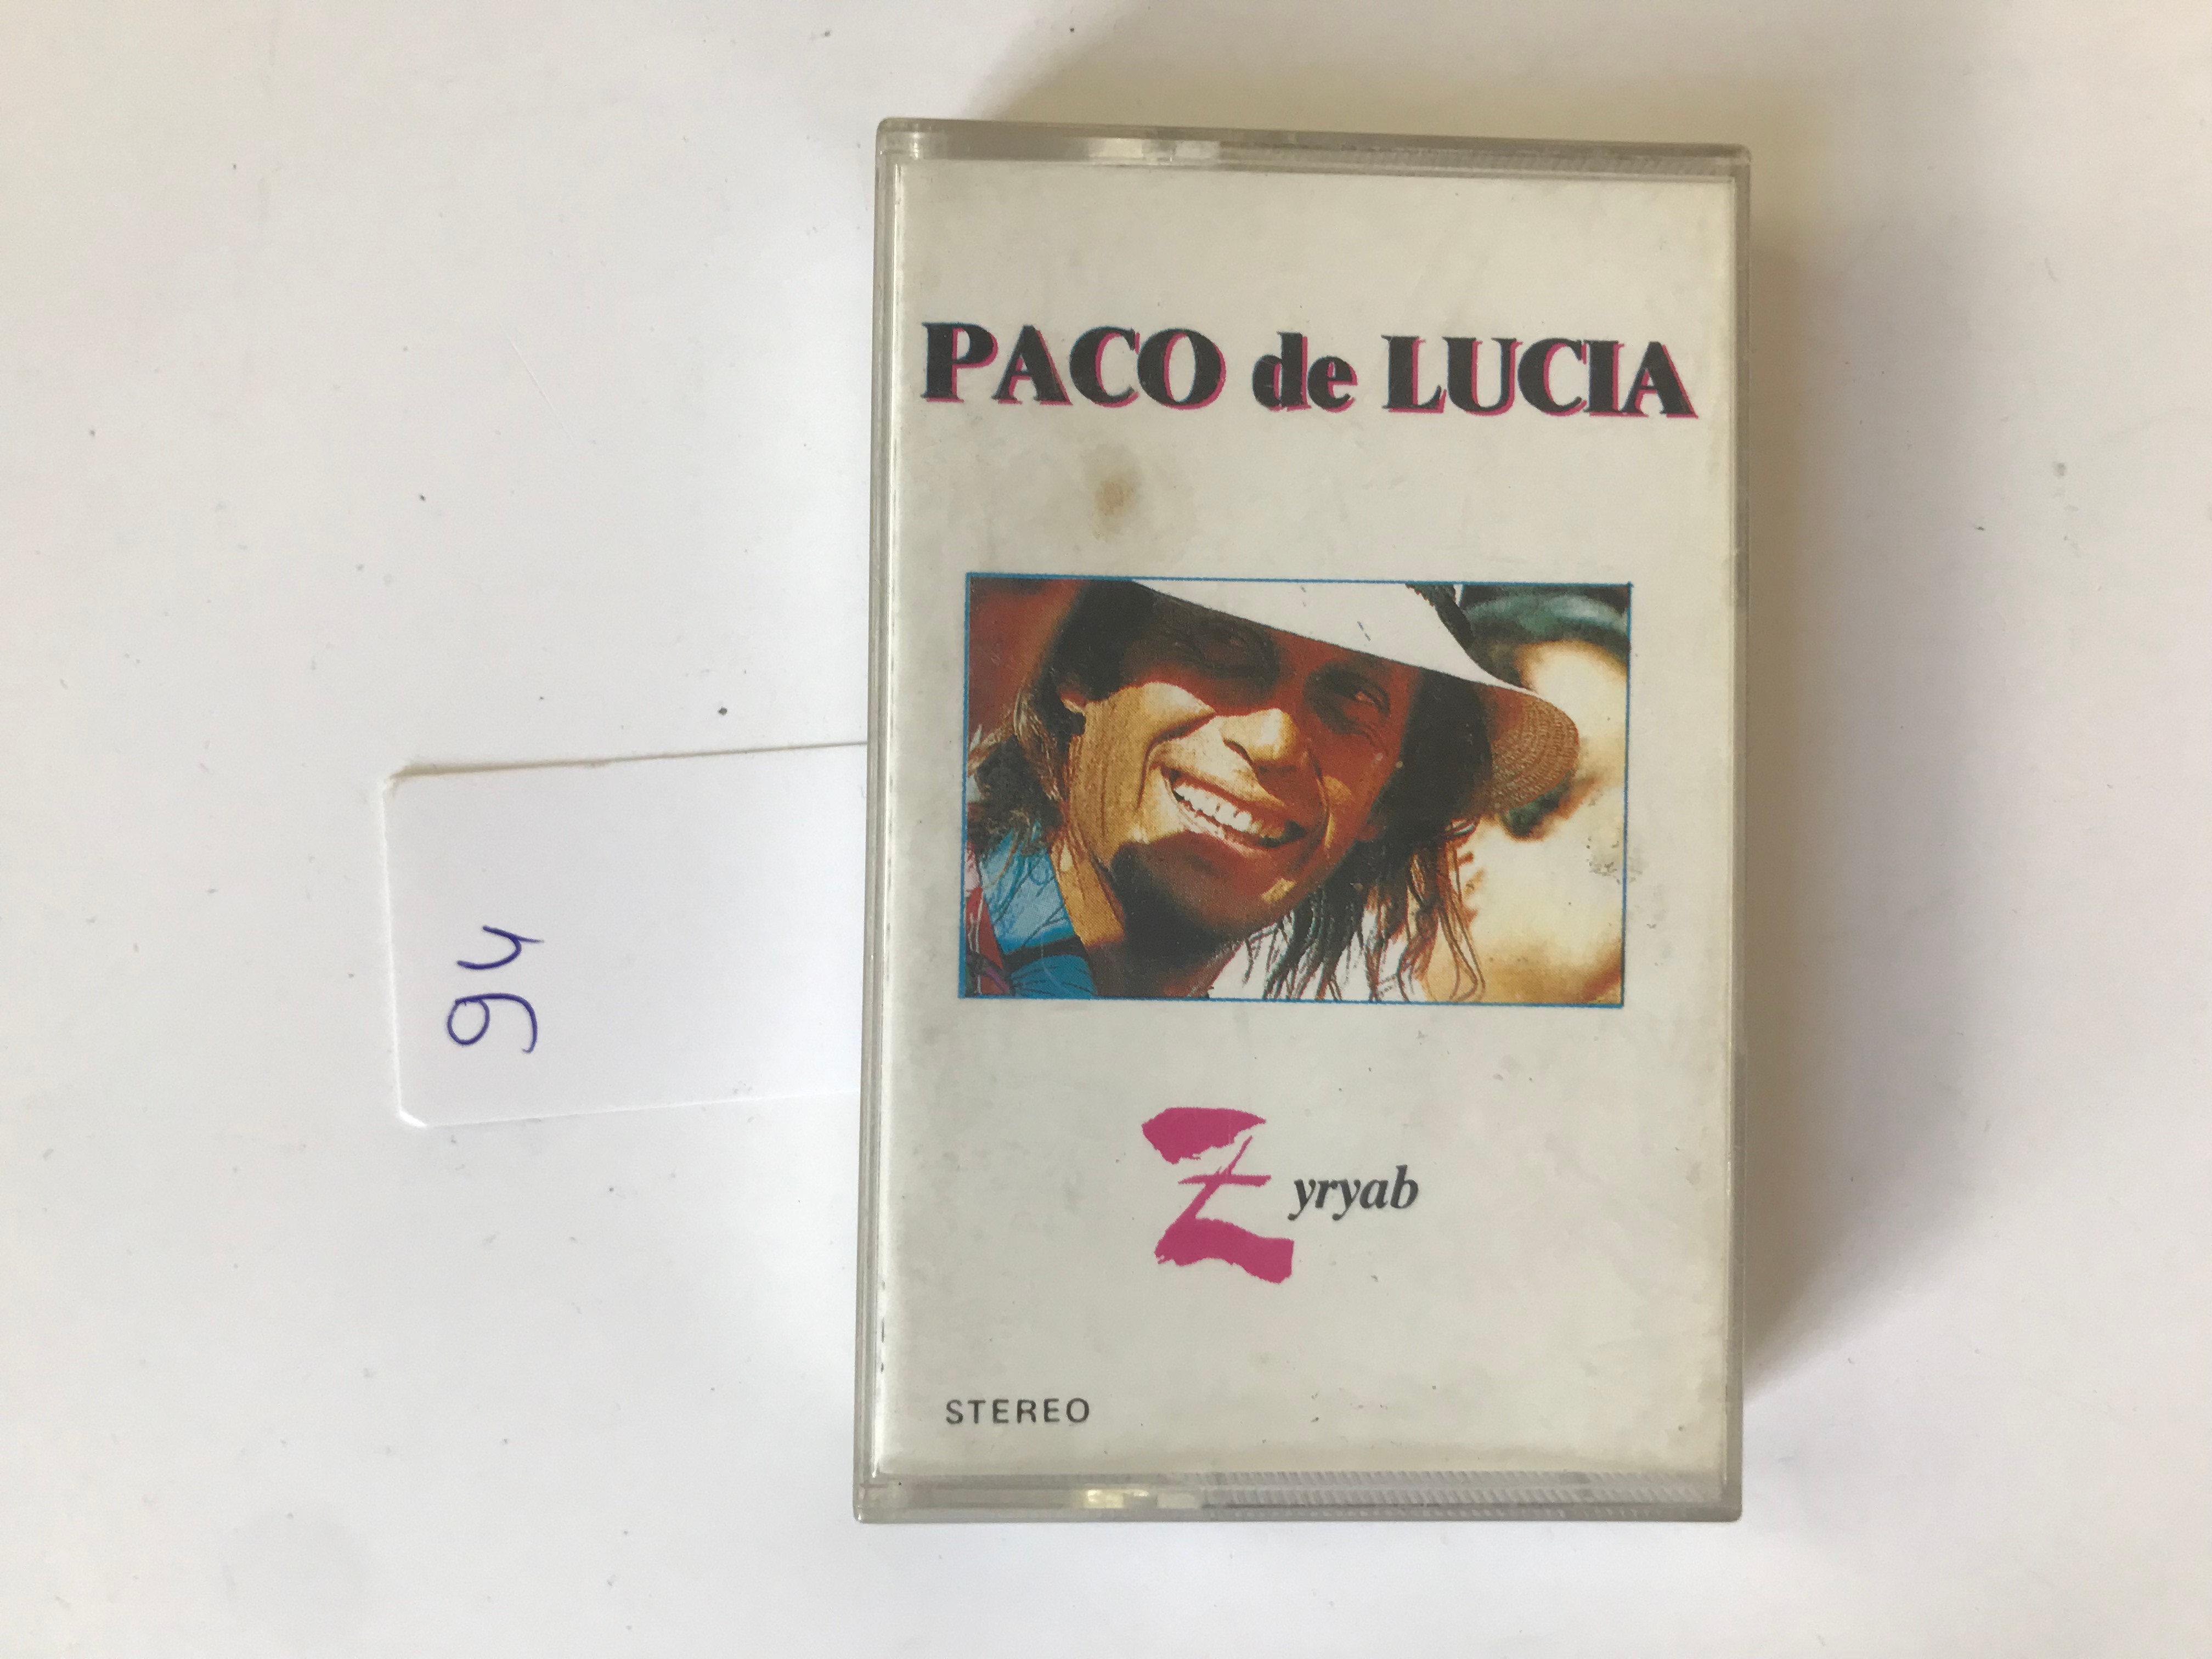 PACO de LUCIA
Zyryab
STEREO
94